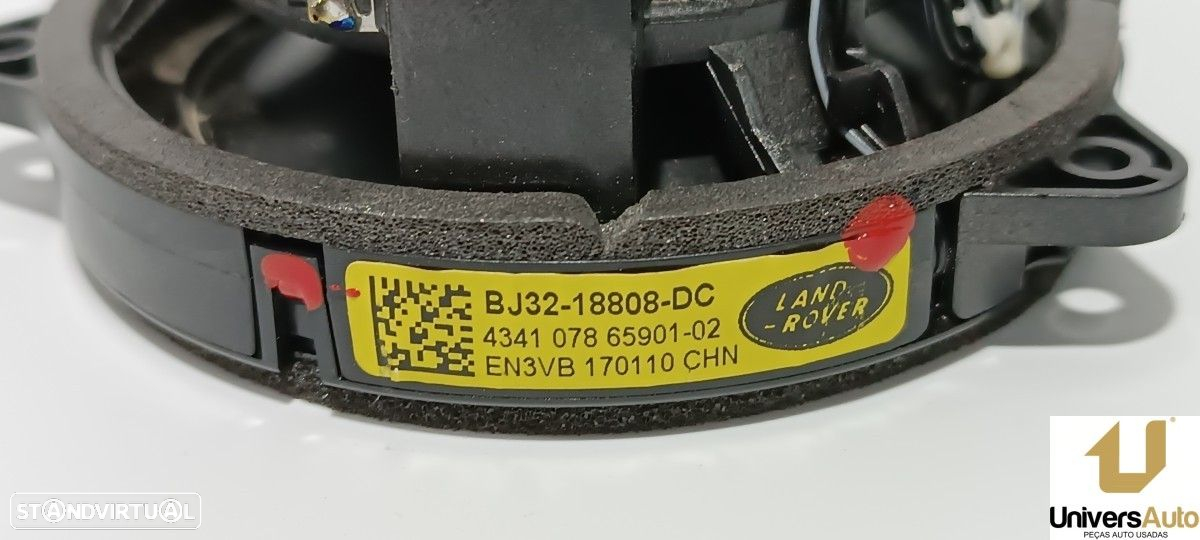 BJ32-18808-DC
4341 078 65901-02
EN3VB 170110 CHN
LAND
-ROVER
STANDVIRTUAL
UniversAuto
PEÇAS AUTO USADAS